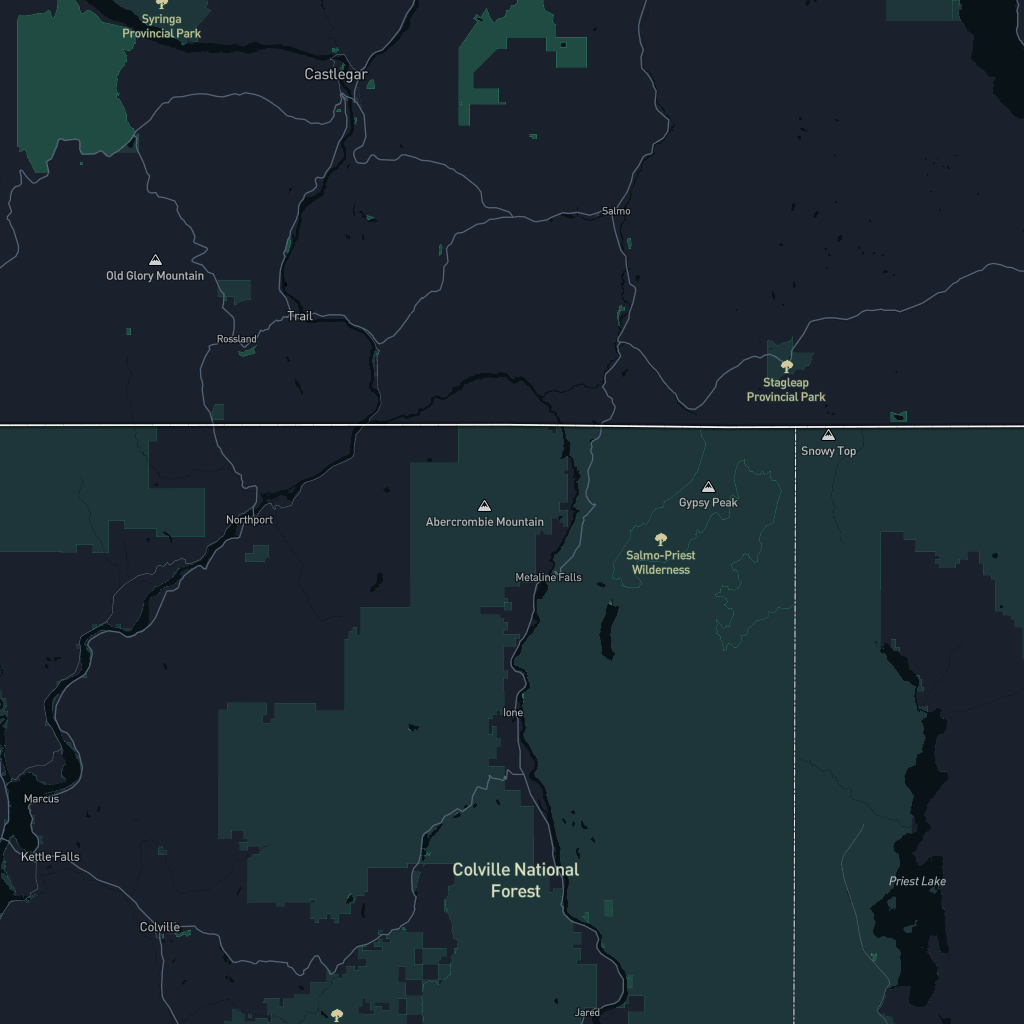 Syringa
Provincial Park
Castlegar
Salmo
Old Glory Mountain
Trail
Rossland
Stagleap
Provincial Park
Snowy Top
Gypsy Peak
Abercrombie Mountain
Northport
Salmo-Priest
Wilderness
Metaline Falls
Ione
Marcus
Kettle Falls
Colville National
Forest
Priest Lake
Colville
Jared